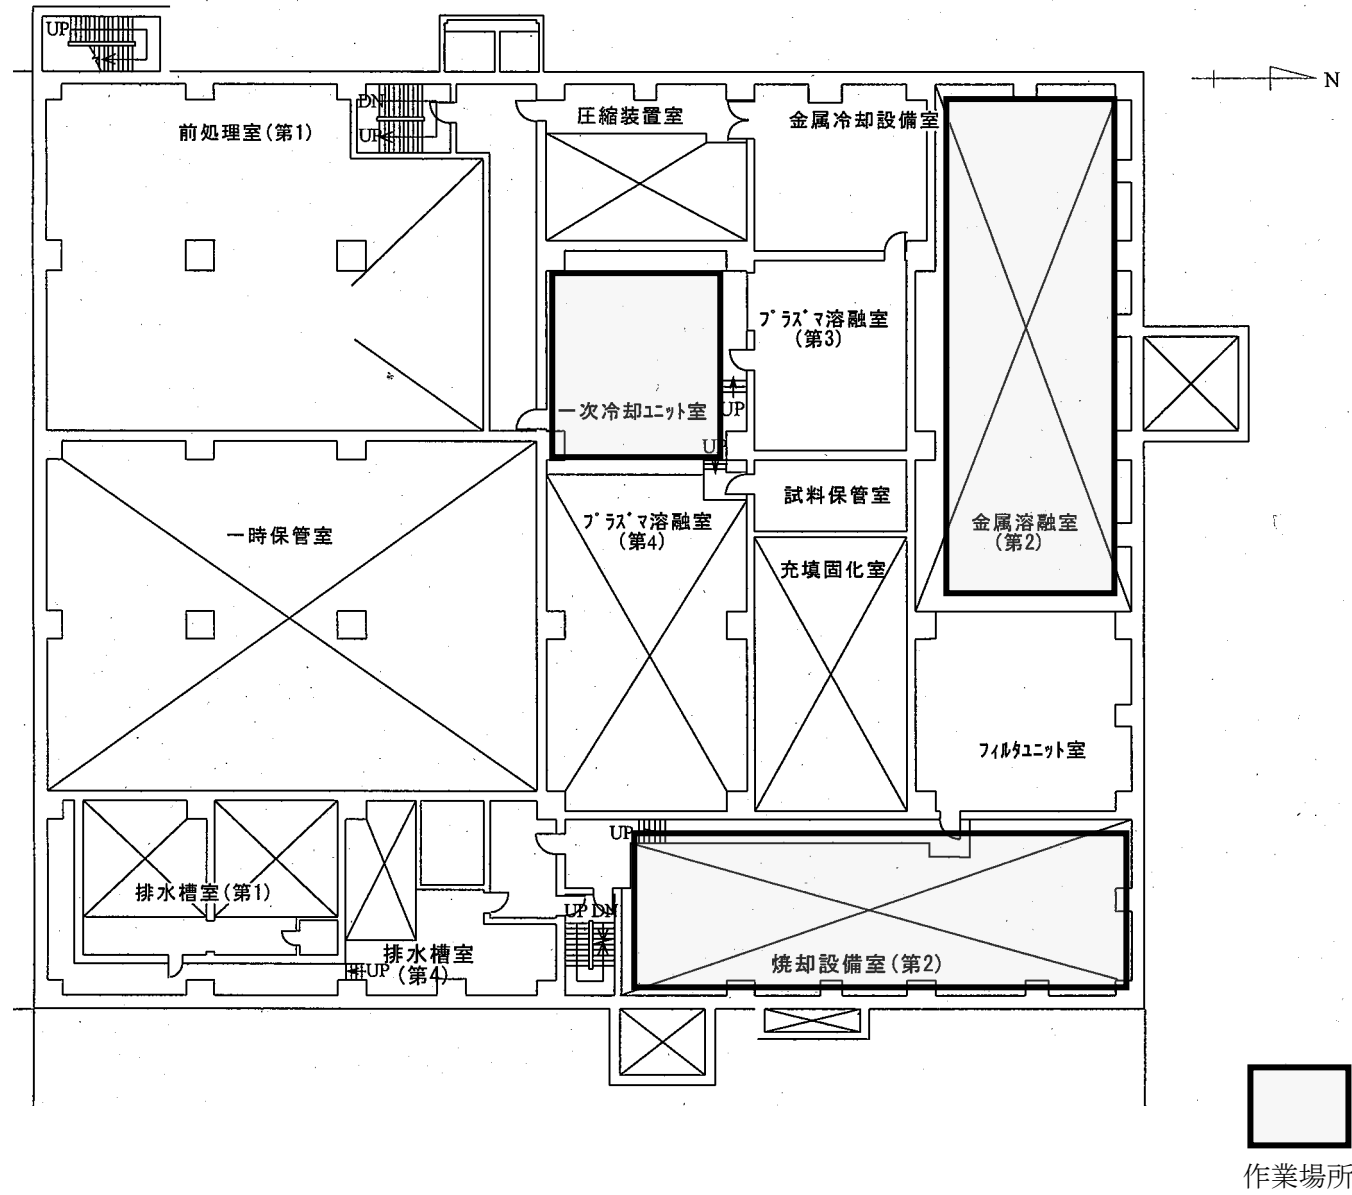 UP
N
DN
UP
前処理室(第1)
圧縮装置室
金属冷却設備室
プラズマ溶融室
(第3)
一次冷却ユニット室
UP
UP
試料保管室
一時保管室
プラズマ溶融室
(第4)
金属溶融室
(第2)
充填固化室
フィルタユニット室
UP
排水槽室(第1)
UP DN
排水槽室
(第4)
UP
焼却設備室(第2)
作業場所